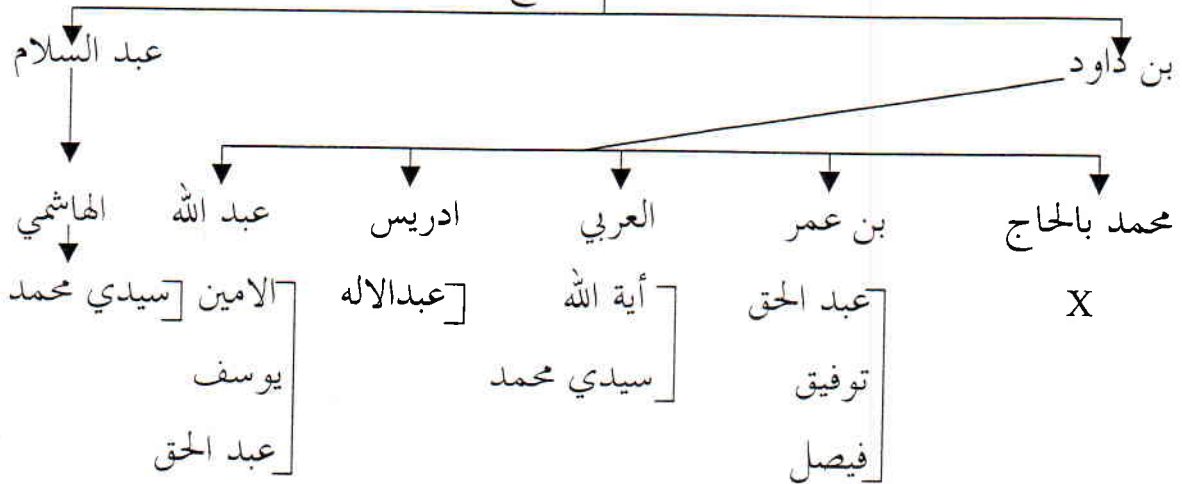 بن داود عبد السلام
محمد بالحاج بن عمر العربي ادريس عبد الله الهاشمي
X عبد الحق أية الله عبدالاله الامين سيدي محمد
توفيق سيدي محمد يوسف
فيصل عبد الحق